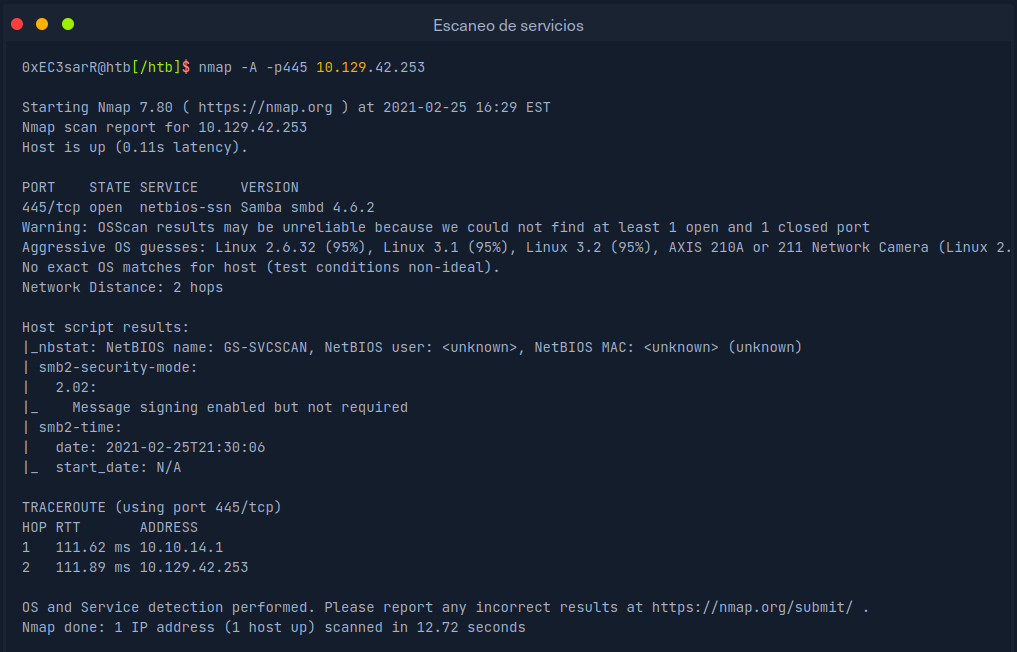 Escaneo de servicios
0xEC3sarR@htb[/htb]$ nmap -A -p445 10.129.42.253
Starting Nmap 7.80 ( https://nmap.org ) at 2021-02-25 16:29 EST
Nmap scan report for 10.129.42.253
Host is up (0.11s latency).
PORT    STATE SERVICE     VERSION
445/tcp open  netbios-ssn Samba smbd 4.6.2
Warning: OSScan results may be unreliable because we could not find at least 1 open and 1 closed port
Aggressive OS guesses: Linux 2.6.32 (95%), Linux 3.1 (95%), Linux 3.2 (95%), AXIS 210A or 211 Network Camera (Linux 2.
No exact OS matches for host (test conditions non-ideal).
Network Distance: 2 hops
Host script results:
|_nbstat: NetBIOS name: GS-SVCSCAN, NetBIOS user: <unknown>, NetBIOS MAC: <unknown> (unknown)
| smb2-security-mode:
|   2.02:
|_    Message signing enabled but not required
| smb2-time:
|   date: 2021-02-25T21:30:06
|_  start_date: N/A
TRACEROUTE (using port 445/tcp)
HOP RTT       ADDRESS
1   111.62 ms 10.10.14.1
2   111.89 ms 10.129.42.253
OS and Service detection performed. Please report any incorrect results at https://nmap.org/submit/ .
Nmap done: 1 IP address (1 host up) scanned in 12.72 seconds